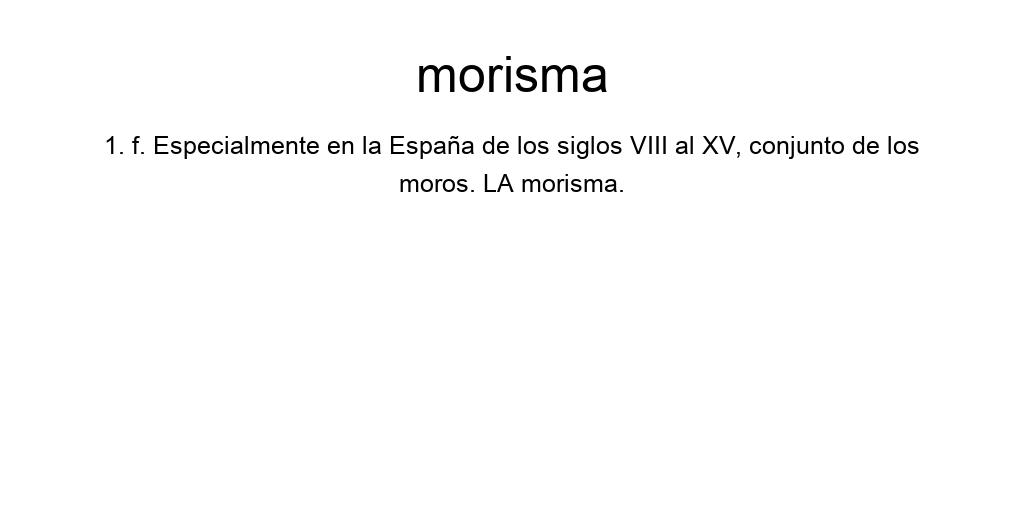 morisma
1. f. Especialmente en la España de los siglos VIII al XV, conjunto de los
moros. LA morisma.